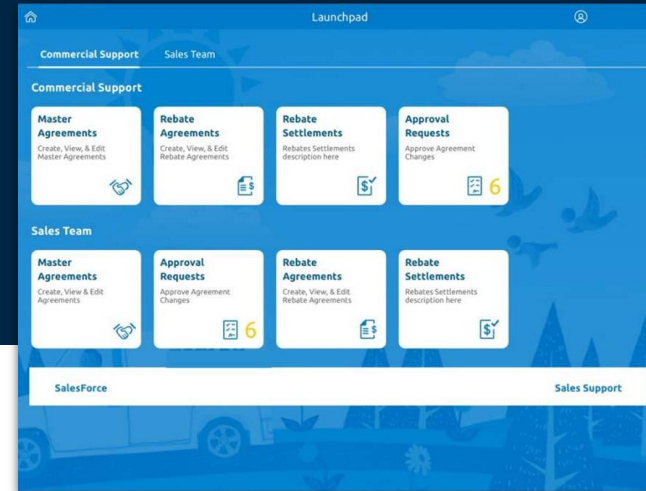 Launchpad
Commercial Support
Sales Team
Commercial Support
Master
Agreements
Create, View, & Edit
Master Agreements
Rebate
Agreements
Create, View, & Edit
Rebate Agreements
Rebate
Settlements
Rebates Settlements
description here
Approval
Requests
Approve Agreement
Changes
6
Sales Team
Master
Agreements
Create, View & Edit
Agreements
Approval
Requests
Approve Agreement
Changes
6
Rebate
Agreements
Create, View, & Edit
Rebate Agreements
Rebate
Settlements
Rebates Settlements
description here
SalesForce
Sales Support